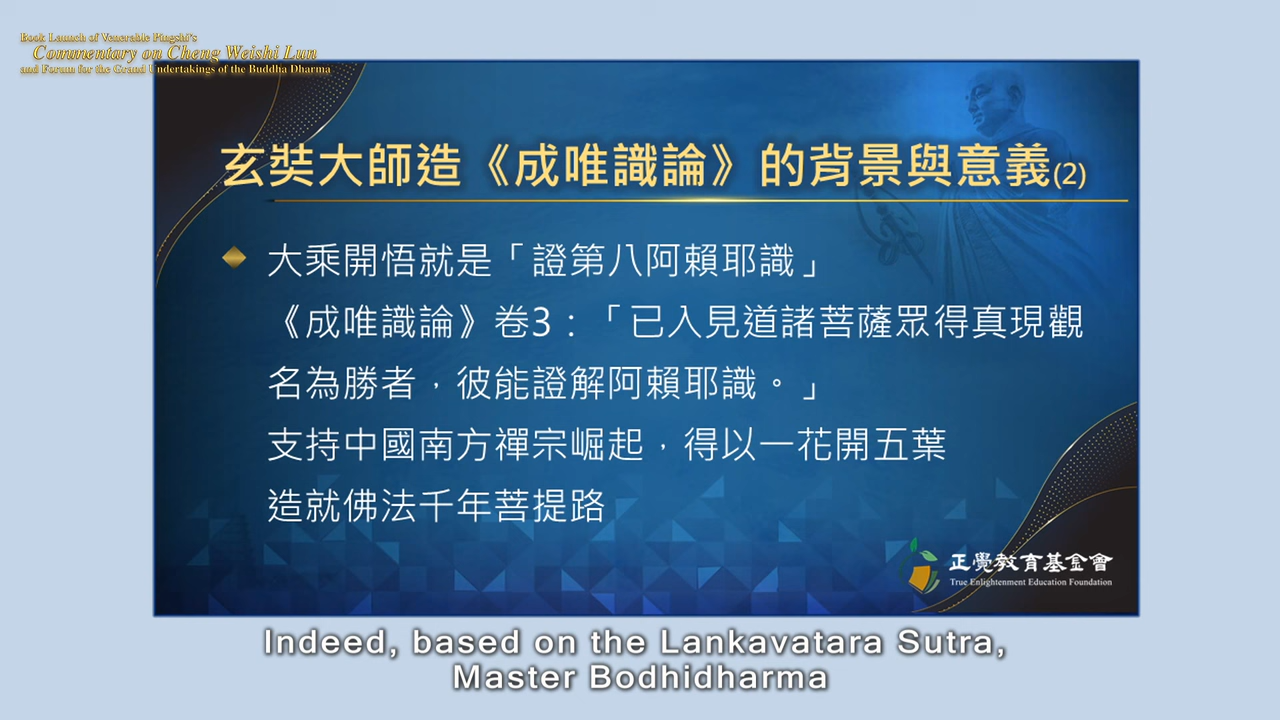 Book Launch of Venerable Pingshi's
Commentary on Cheng Weishi Lun
and Forum for the Grand Undertakings of the Buddha Dharma
玄奘大師造《成唯識論》的背景與意義(2)
大乘開悟就是「證第八阿賴耶識」
《成唯識論》卷3：「已入見道諸菩薩眾得真現觀
名為勝者，彼能證解阿賴耶識。」
支持中國南方禪宗崛起，得以一花開五葉
造就佛法千年菩提路
正覺教育基金會
True Enlightenment Education Foundation
Indeed, based on the Lankavatara Sutra,
Master Bodhidharma